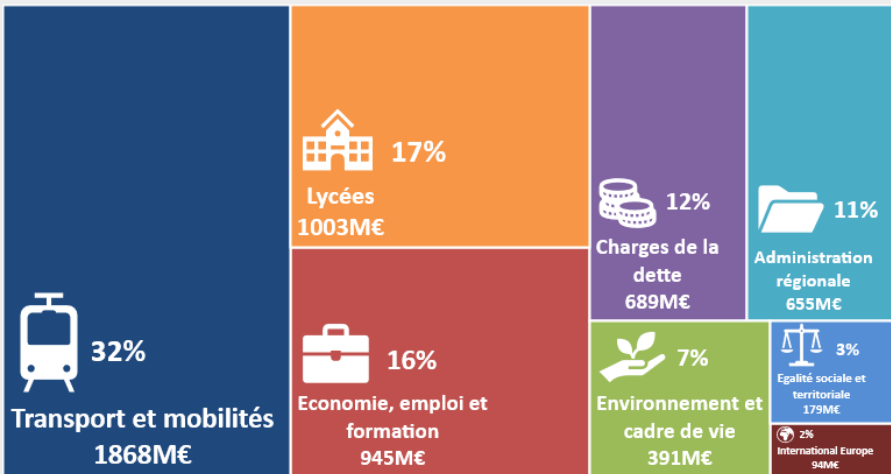 32%
Transport et mobilités
1868M€
17%
Lycées
1003M€
16%
Economie, emploi et
formation
945M€
12%
Charges de la
dette
689M€
11%
Administration
régionale
655M€
7%
Environnement et
cadre de vie
391M€
3%
Egalité sociale et
territoriale
179M€
2%
International Europe
94M€